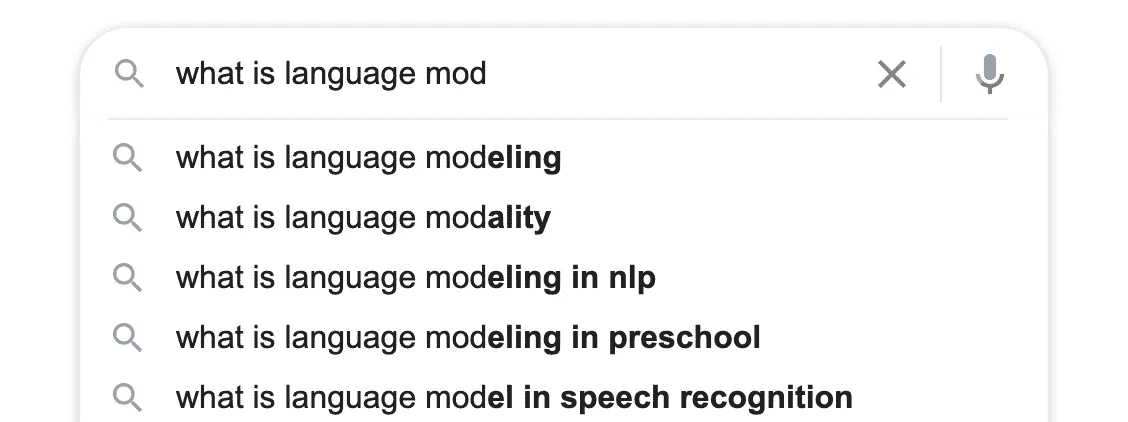 what is language mod
what is language modeling
what is language modality
what is language modeling in nlp
what is language modeling in preschool
what is language model in speech recognition